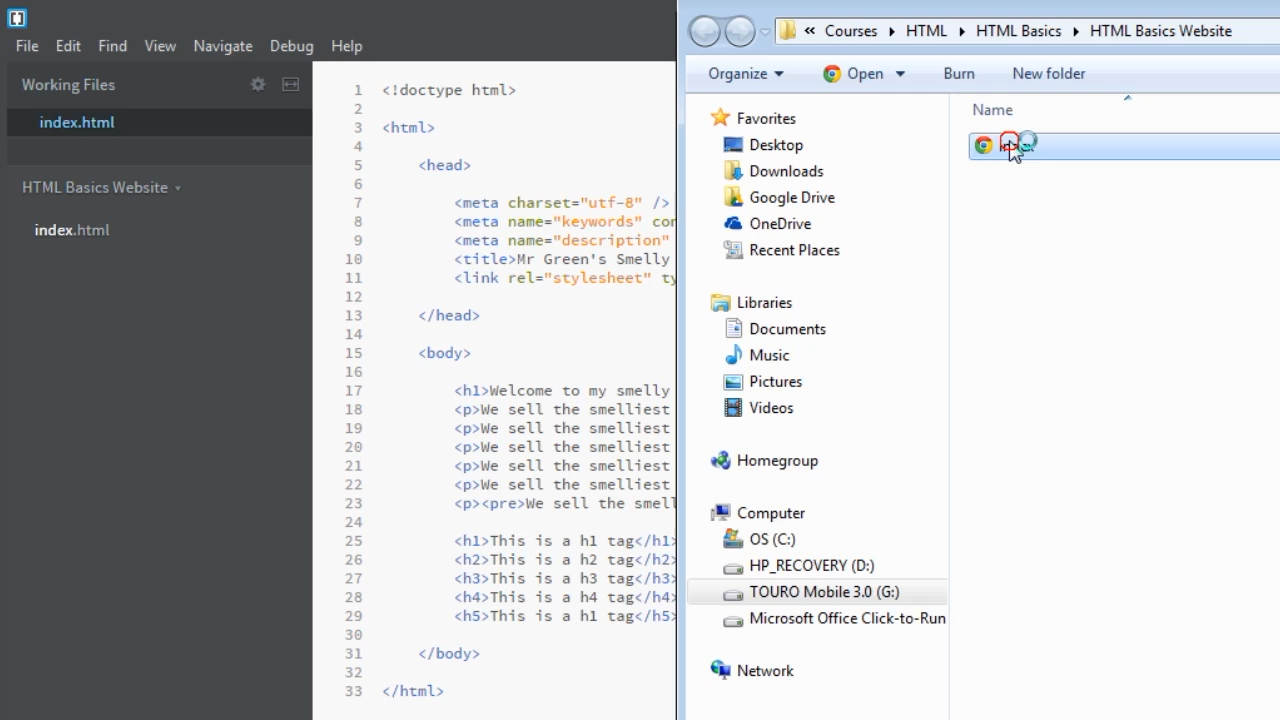 File Edit Find View Navigate Debug Help
Working Files
index.html
HTML Basics Website
index.html
1 <!doctype html>
2
3 <html>
4
5 <head>
6
7 <meta charset="utf-8" />
8 <meta name="keywords" con
9 <meta name="description"
10 <title>Mr Green's Smelly
11 <link rel="stylesheet" ty
12
13 </head>
14
15 <body>
16
17 <h1>Welcome to my smelly
18 <p>We sell the smelliest
19 <p>We sell the smelliest
20 <p>We sell the smelliest
21 <p>We sell the smelliest
22 <p>We sell the smelliest
23 <p><pre>We sell the smell
24
25 <h1>This is a h1 tag</h1>
26 <h2>This is a h2 tag</h2>
27 <h3>This is a h3 tag</h3>
28 <h4>This is a h4 tag</h4>
29 <h5>This is a h1 tag</h5>
30
31 </body>
32
33 </html>
« Courses HTML HTML Basics HTML Basics Website
Organize Open Burn New folder
Favorites
Desktop
Downloads
Google Drive
OneDrive
Recent Places
Libraries
Documents
Music
Pictures
Videos
Homegroup
Computer
OS (C:)
HP_RECOVERY (D:)
TOURO Mobile 3.0 (G:)
Microsoft Office Click-to-Run
Network
Name